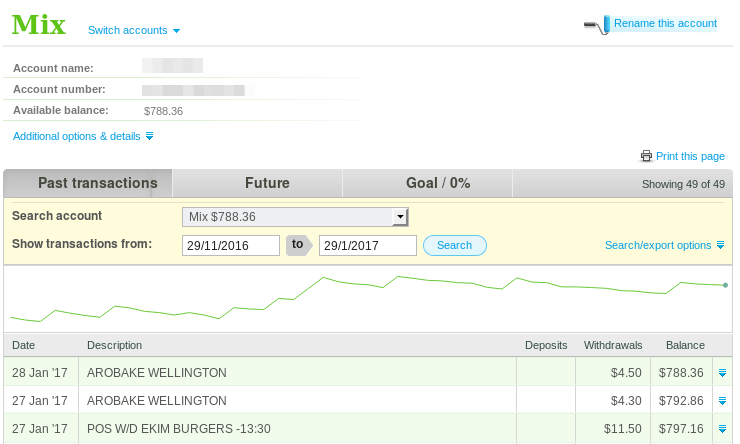 Mix
Switch accounts
Rename this account
Account name:
Account number:
Available balance: $788.36
Additional options & details
Print this page
Past transactions Future Goal / 0% Showing 49 of 49
Search account Mix $788.36
Show transactions from: 29/11/2016 to 29/1/2017 Search Search/export options
Date Description Deposits Withdrawals Balance
28 Jan '17 AROBAKE WELLINGTON $4.50 $788.36
27 Jan '17 AROBAKE WELLINGTON $4.30 $792.86
27 Jan '17 POS W/D EKIM BURGERS -13:30 $11.50 $797.16